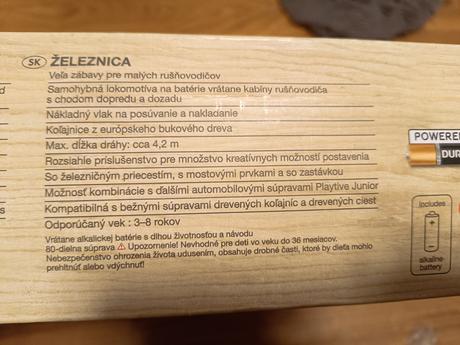 SK ŽELEZNICA
Veľa zábavy pre malých rušňovodičov
Samohybná lokomotíva na batérie vrátane kabíny rušňovodiča
s chodom dopredu a dozadu
Nákladný vlak na posúvanie a nakladanie
Koľajnice z európskeho bukového dreva
Max. dĺžka dráhy: cca 4,2 m
Rozsiahle príslušenstvo pre množstvo kreatívnych možností postavenia
So železničným priecestím, s mostovými prvkami a so zastávkou
Možnosť kombinácie s ďalšími automobilovými súpravami Playtive Junior
Kompatibilná s bežnými súpravami drevených koľajníc a drevených ciest
Odporúčaný vek : 3–8 rokov
Vrátane alkalickej batérie s dlhou životnosťou a návodu
80-dielna súprava ⚠ Upozornenie! Nevhodné pre deti vo veku do 36 mesiacov.
Nebezpečenstvo ohrozenia života udusením, obsahuje drobné časti, ktoré by dieťa mohlo
prehltnúť alebo vdýchnuť!
POWERE
DUR
includes
alkaline-
battery